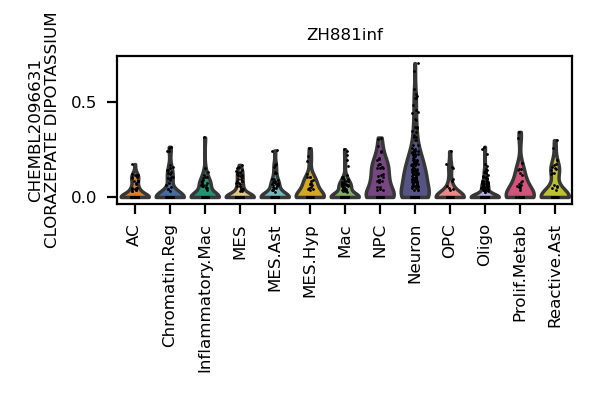 ZH881inf
CHEMBL2096631
CLORAZEPATE DIPOTASSIUM
0.5
0.0
AC
Chromatin.Reg
Inflammatory.Mac
MES
MES.Ast
MES.Hyp
Mac
NPC
Neuron
OPC
Oligo
Prolif.Metab
Reactive.Ast